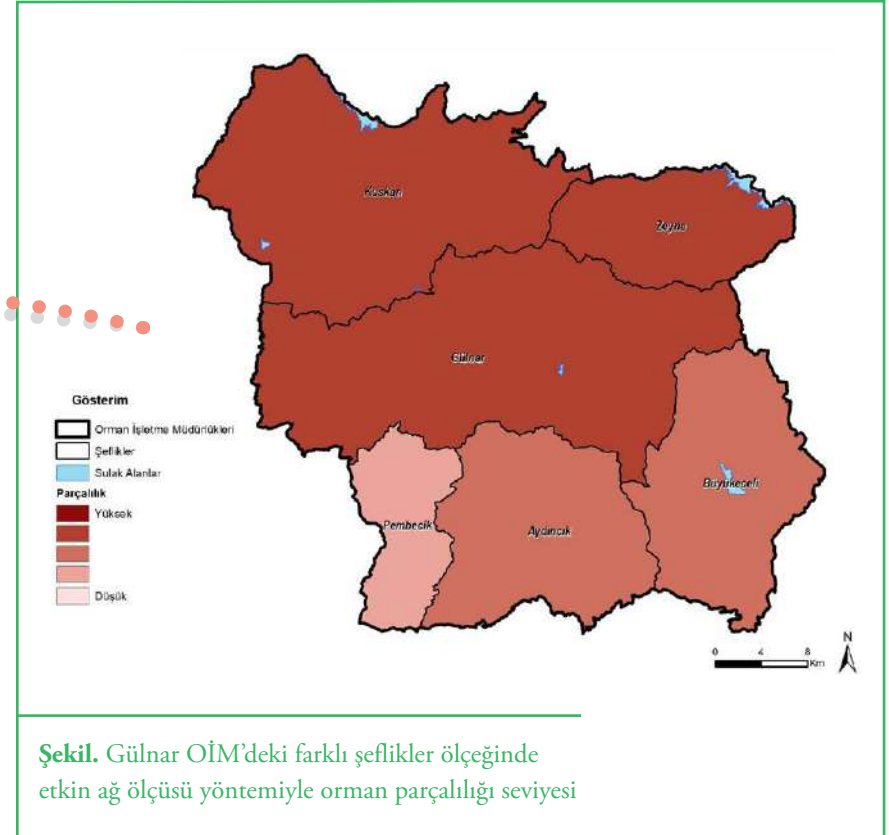 Kuskan
Zeyne
Gülnar
Büyükeceli
Pembecik
Aydıncık
Gösterim
Orman İşletme Müdürlükleri
Şeflikler
Sulak Alanlar
Parçalılık
Yüksek
Düşük
N
0 4 8
Km
Şekil. Gülnar OİM’deki farklı şeflikler ölçeğinde
etkin ağ ölçüsü yöntemiyle orman parçalılığı seviyesi